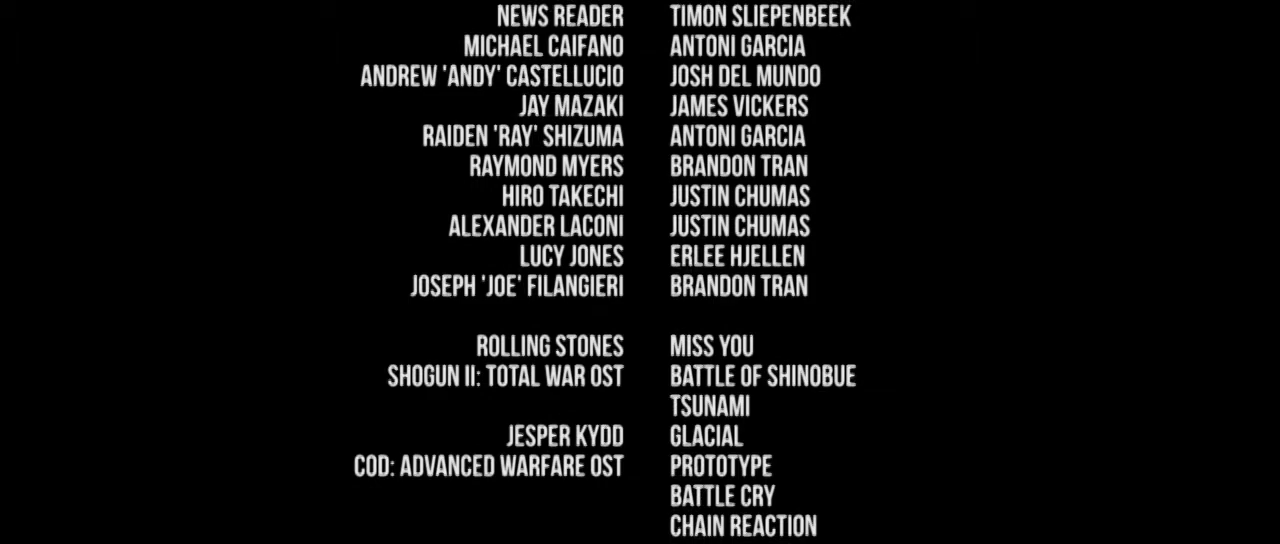 NEWS READER TIMON SLIEPENBEEK
MICHAEL CAIFANO ANTONI GARCIA
ANDREW 'ANDY' CASTELLUCIO JOSH DEL MUNDO
JAY MAZAKI JAMES VICKERS
RAIDEN 'RAY' SHIZUMA ANTONI GARCIA
RAYMOND MYERS BRANDON TRAN
HIRO TAKECHI JUSTIN CHUMAS
ALEXANDER LACONI JUSTIN CHUMAS
LUCY JONES ERLEE HJELLEN
JOSEPH 'JOE' FILANGIERI BRANDON TRAN
ROLLING STONES MISS YOU
SHOGUN II: TOTAL WAR OST BATTLE OF SHINOBUE
TSUNAMI
JESPER KYDD GLACIAL
COD: ADVANCED WARFARE OST PROTOTYPE
BATTLE CRY
CHAIN REACTION